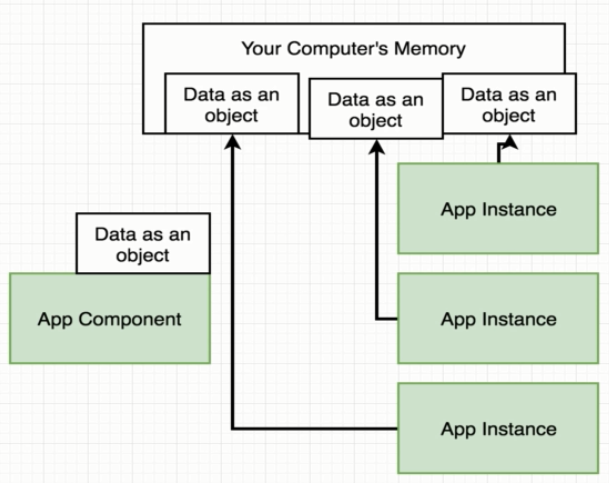 Your Computer's Memory
Data as an
object
Data as an
object
Data as an
object
App Instance
Data as an
object
App Component
App Instance
App Instance